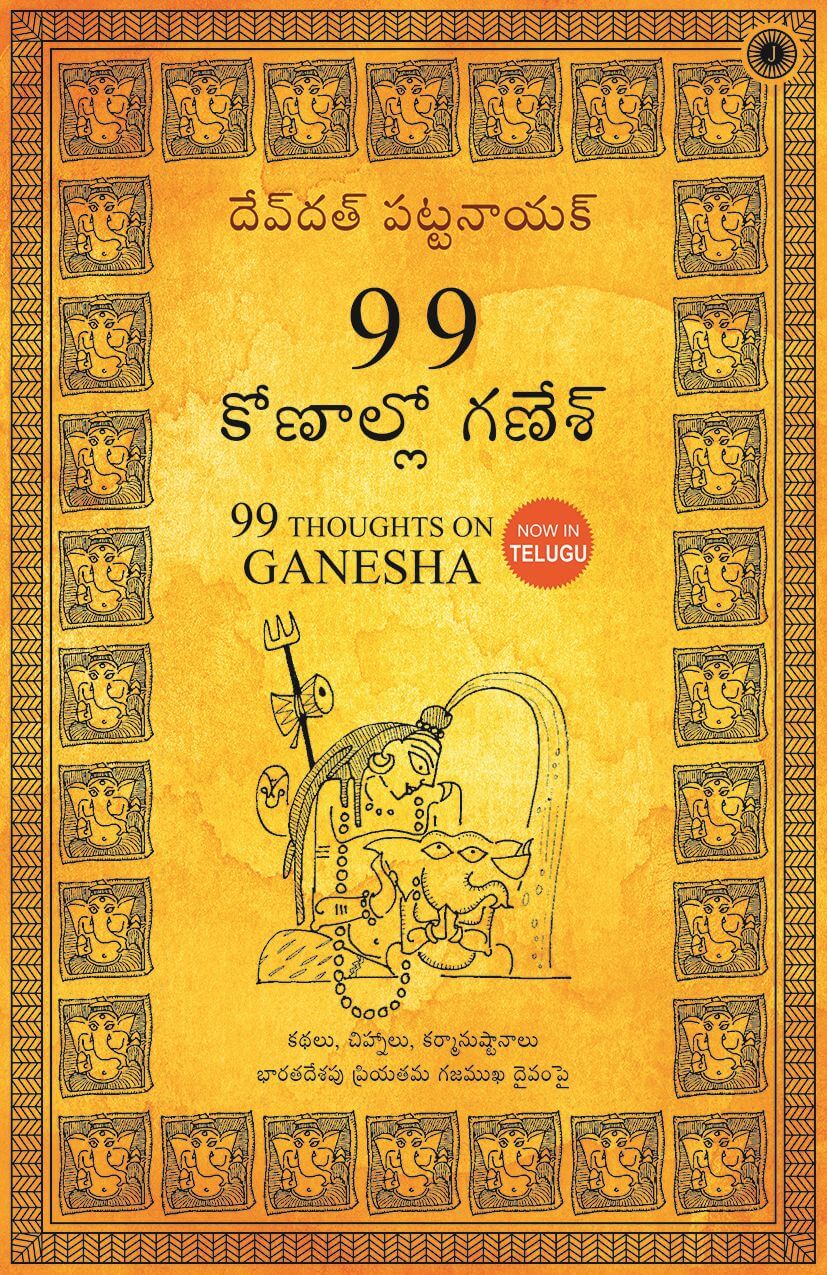 J
దేవ్‌దత్ పట్టనాయక్
99
కోణాల్లో గణేశ్
99 THOUGHTS ON
GANESHA
NOW IN
TELUGU
కథలు, చిహ్నాలు, కర్మానుష్టానాలు
భారతదేశపు ప్రియతమ గజముఖ దైవంపై